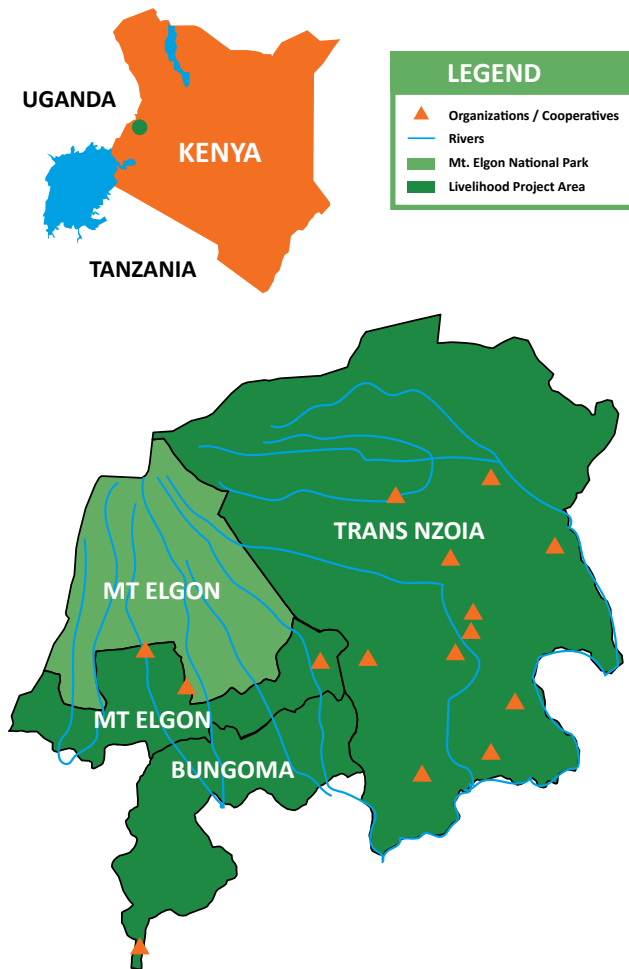 UGANDA
KENYA
TANZANIA
LEGEND
Organizations / Cooperatives
Rivers
Mt. Elgon National Park
Livelihood Project Area
TRANS NZOIA
MT ELGON
MT ELGON
BUNGOMA